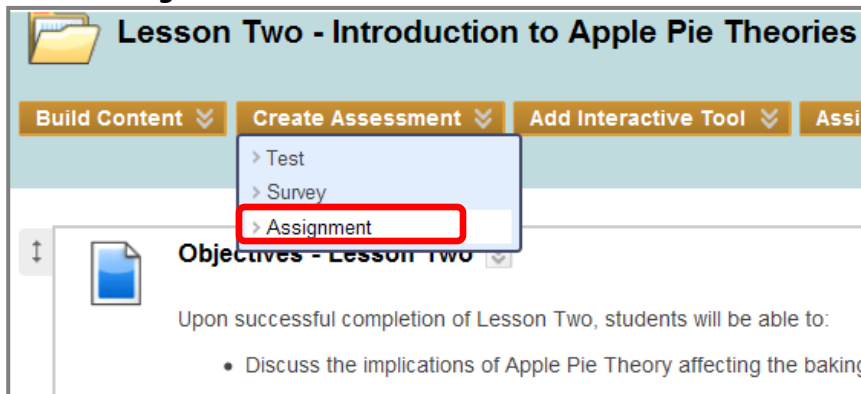 Lesson Two - Introduction to Apple Pie Theories
Build Content Create Assessment Add Interactive Tool Assi
> Test
> Survey
> Assignment
Objectives - Lesson Two
Upon successful completion of Lesson Two, students will be able to:
• Discuss the implications of Apple Pie Theory affecting the baking